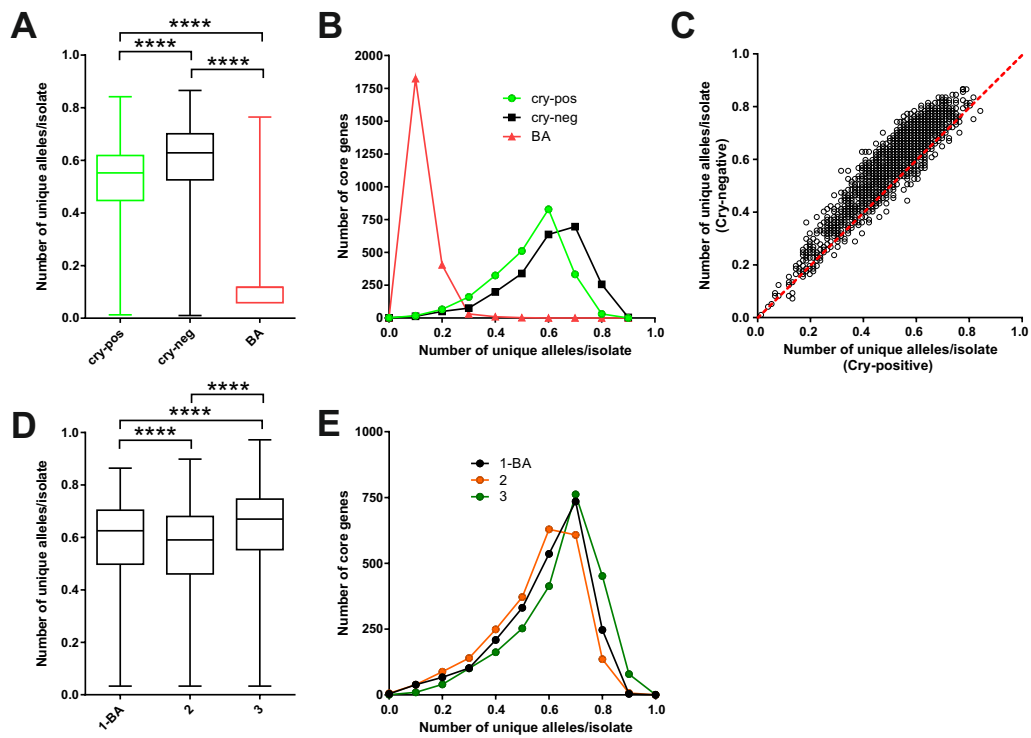 A
****
****
****
Number of unique alleles/isolate
1.0
0.8
0.6
0.4
0.2
0.0
cry-pos
cry-neg
BA
B
Number of core genes
2000
1750
1500
1250
1000
750
500
250
0
cry-pos
cry-neg
BA
0.0 0.2 0.4 0.6 0.8 1.0
Number of unique alleles/isolate
C
Number of unique alleles/isolate
(Cry-negative)
1.0
0.8
0.6
0.4
0.2
0.0
0.0 0.2 0.4 0.6 0.8 1.0
Number of unique alleles/isolate
(Cry-positive)
D
****
****
****
Number of unique alleles/isolate
1.0
0.8
0.6
0.4
0.2
0.0
1-BA
2
3
E
Number of core genes
1000
750
500
250
0
1-BA
2
3
0.0 0.2 0.4 0.6 0.8 1.0
Number of unique alleles/isolate